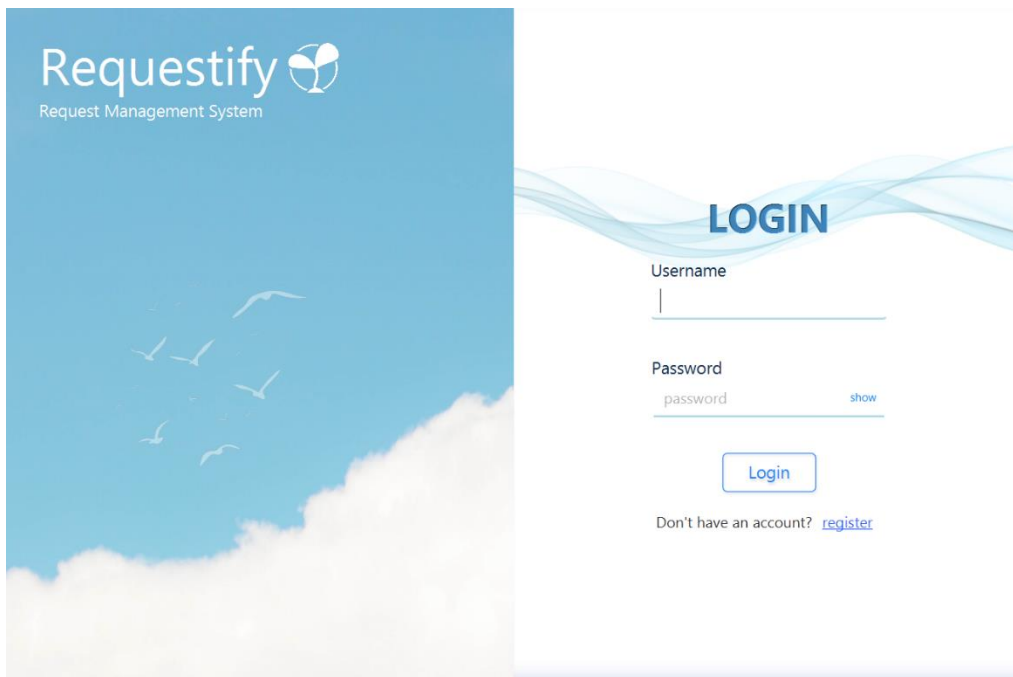 Requestify
Request Management System
LOGIN
Username
Password
password show
Login
Don't have an account? register